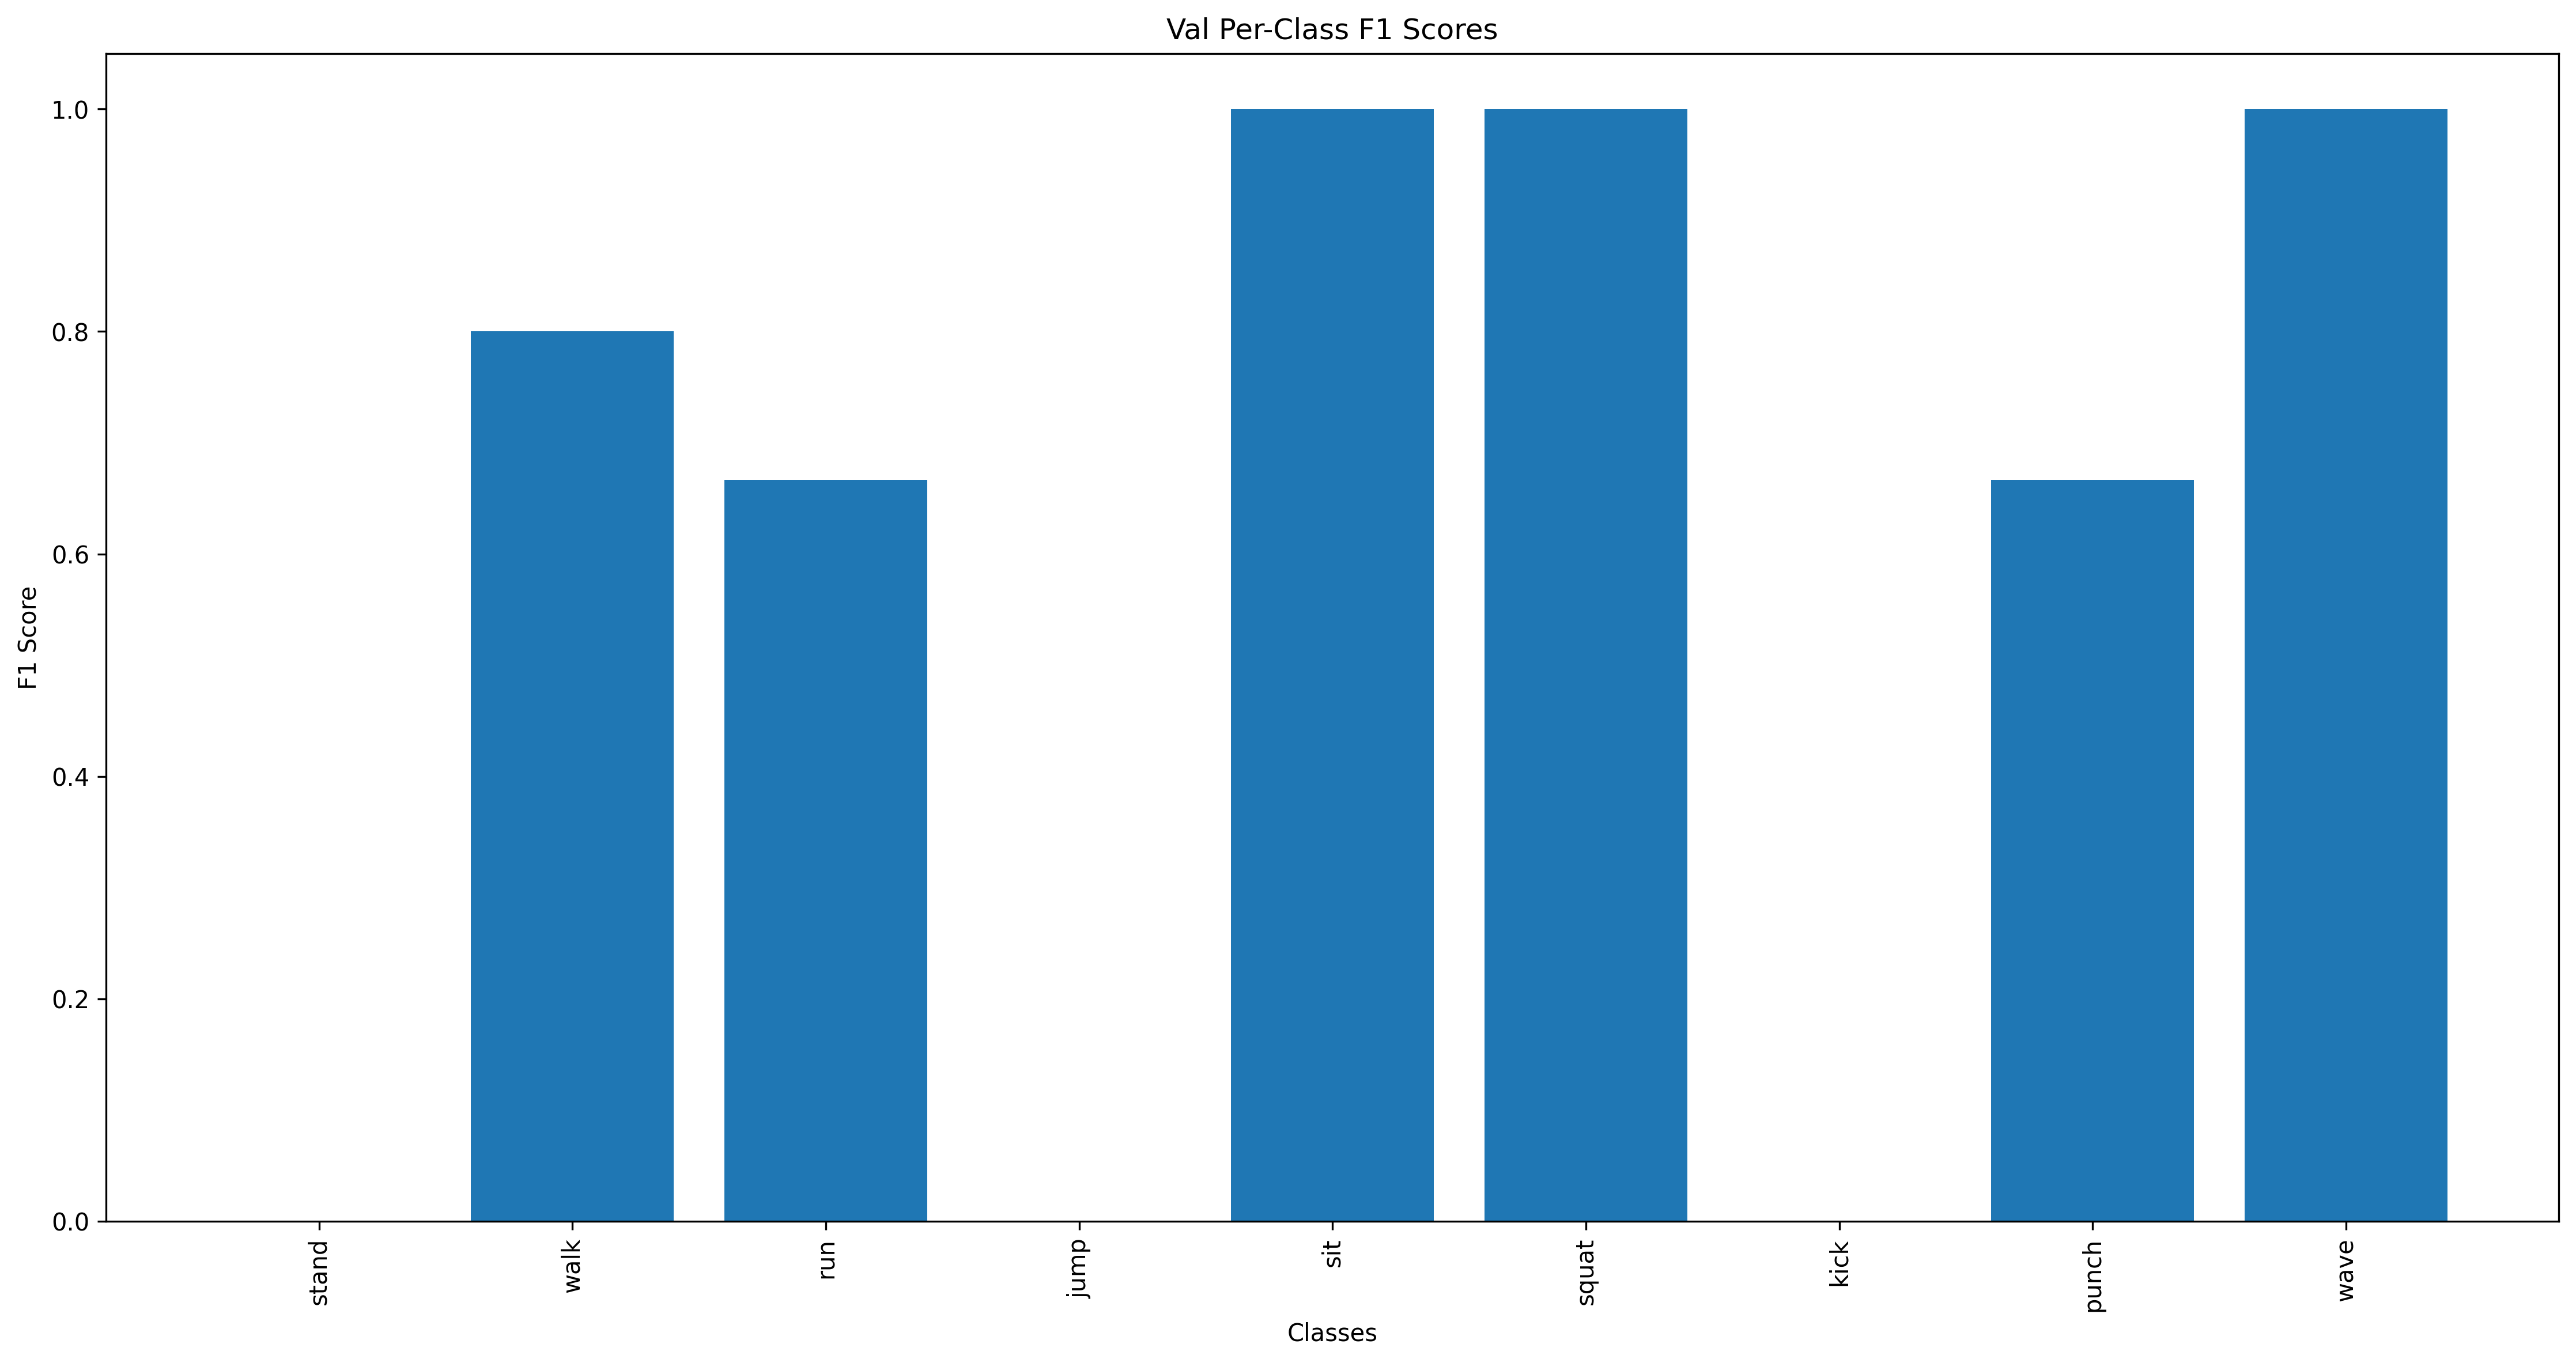 Val Per-Class F1 Scores
1.0
0.8
0.6
0.4
0.2
0.0
F1 Score
stand
walk
run
jump
sit
squat
kick
punch
wave
Classes